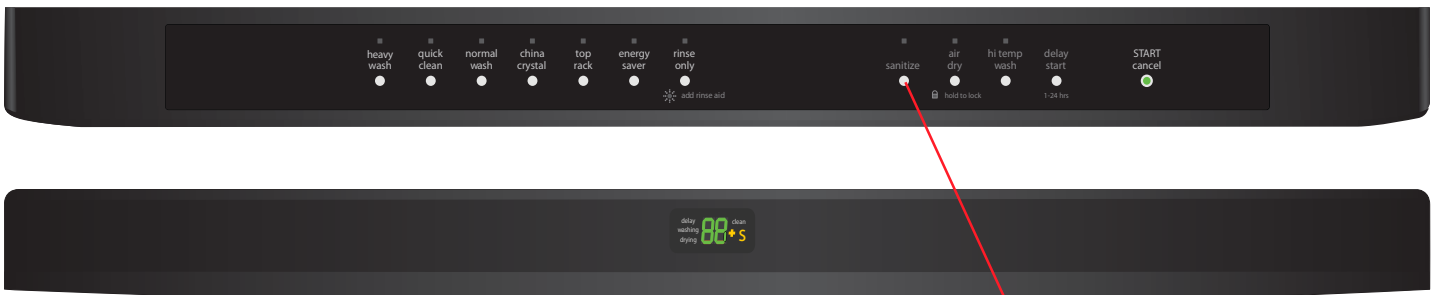 heavy wash
quick clean
normal wash
china crystal
top rack
energy saver
rinse only
add rinse aid
sanitize
air dry
hold to lock
hi temp wash
delay start
1-24 hrs
START cancel
delay
washing
drying
88
clean
+ S